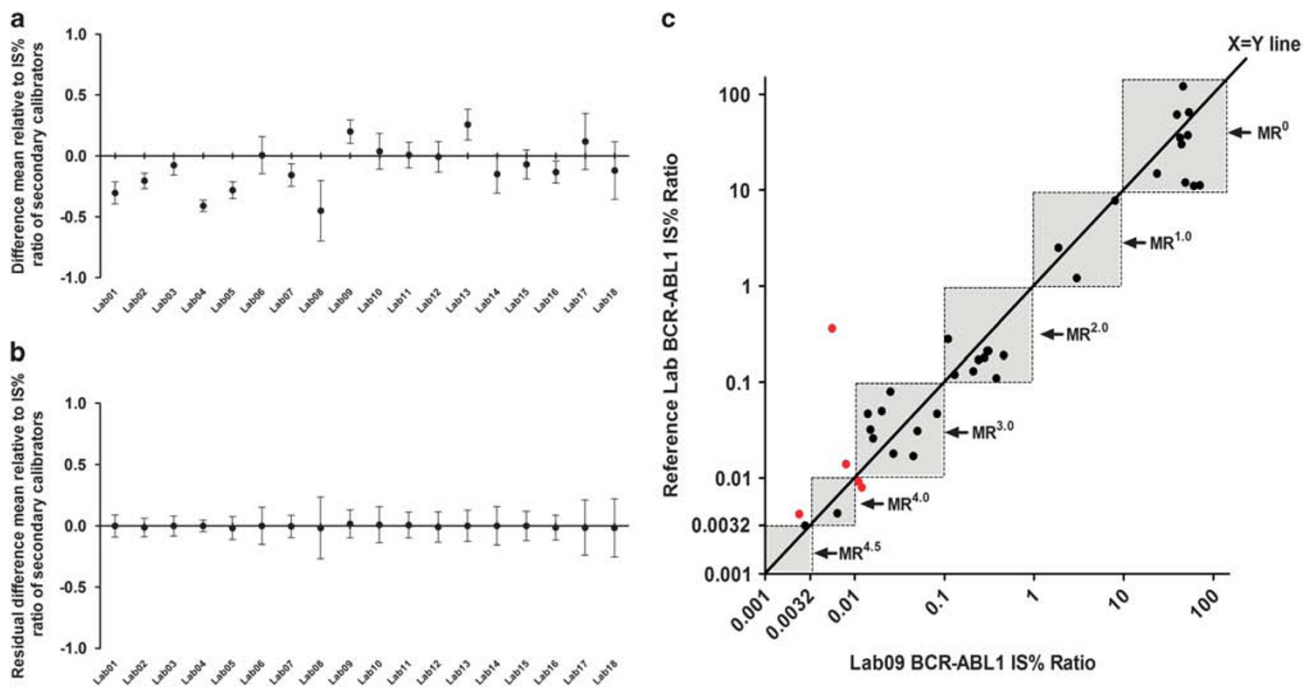 a
Difference mean relative to IS%
ratio of secondary calibrators
1.0
0.5
0.0
-0.5
-1.0
Lab01 Lab02 Lab03 Lab04 Lab05 Lab06 Lab07 Lab08 Lab09 Lab10 Lab11 Lab12 Lab13 Lab14 Lab15 Lab16 Lab17 Lab18
b
Residual difference mean relative to IS%
ratio of secondary calibrators
1.0
0.5
0.0
-0.5
-1.0
Lab01 Lab02 Lab03 Lab04 Lab05 Lab06 Lab07 Lab08 Lab09 Lab10 Lab11 Lab12 Lab13 Lab14 Lab15 Lab16 Lab17 Lab18
c
X=Y line
Reference Lab BCR-ABL1 IS% Ratio
100
10
1
0.1
0.01
0.0032
0.001
MR0
MR1.0
MR2.0
MR3.0
MR4.0
MR4.5
0.001 0.0032 0.01 0.1 1 10 100
Lab09 BCR-ABL1 IS% Ratio